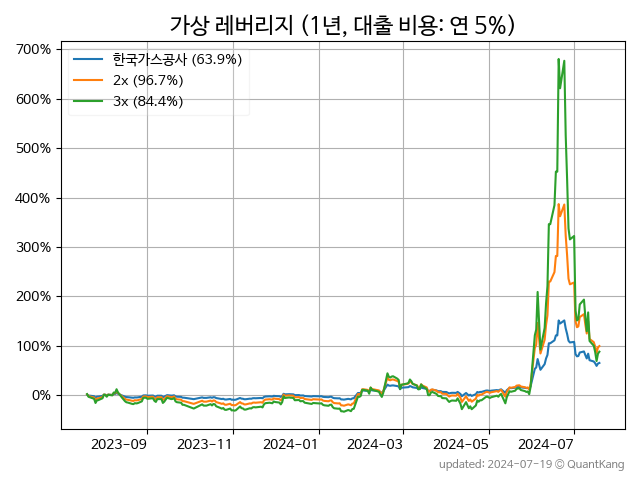 가상 레버리지 (1년, 대출 비용: 연 5%)
700%
600%
500%
400%
300%
200%
100%
0%
한국가스공사 (63.9%)
2x (96.7%)
3x (84.4%)
2023-09
2023-11
2024-01
2024-03
2024-05
2024-07
updated: 2024-07-19 © QuantKang